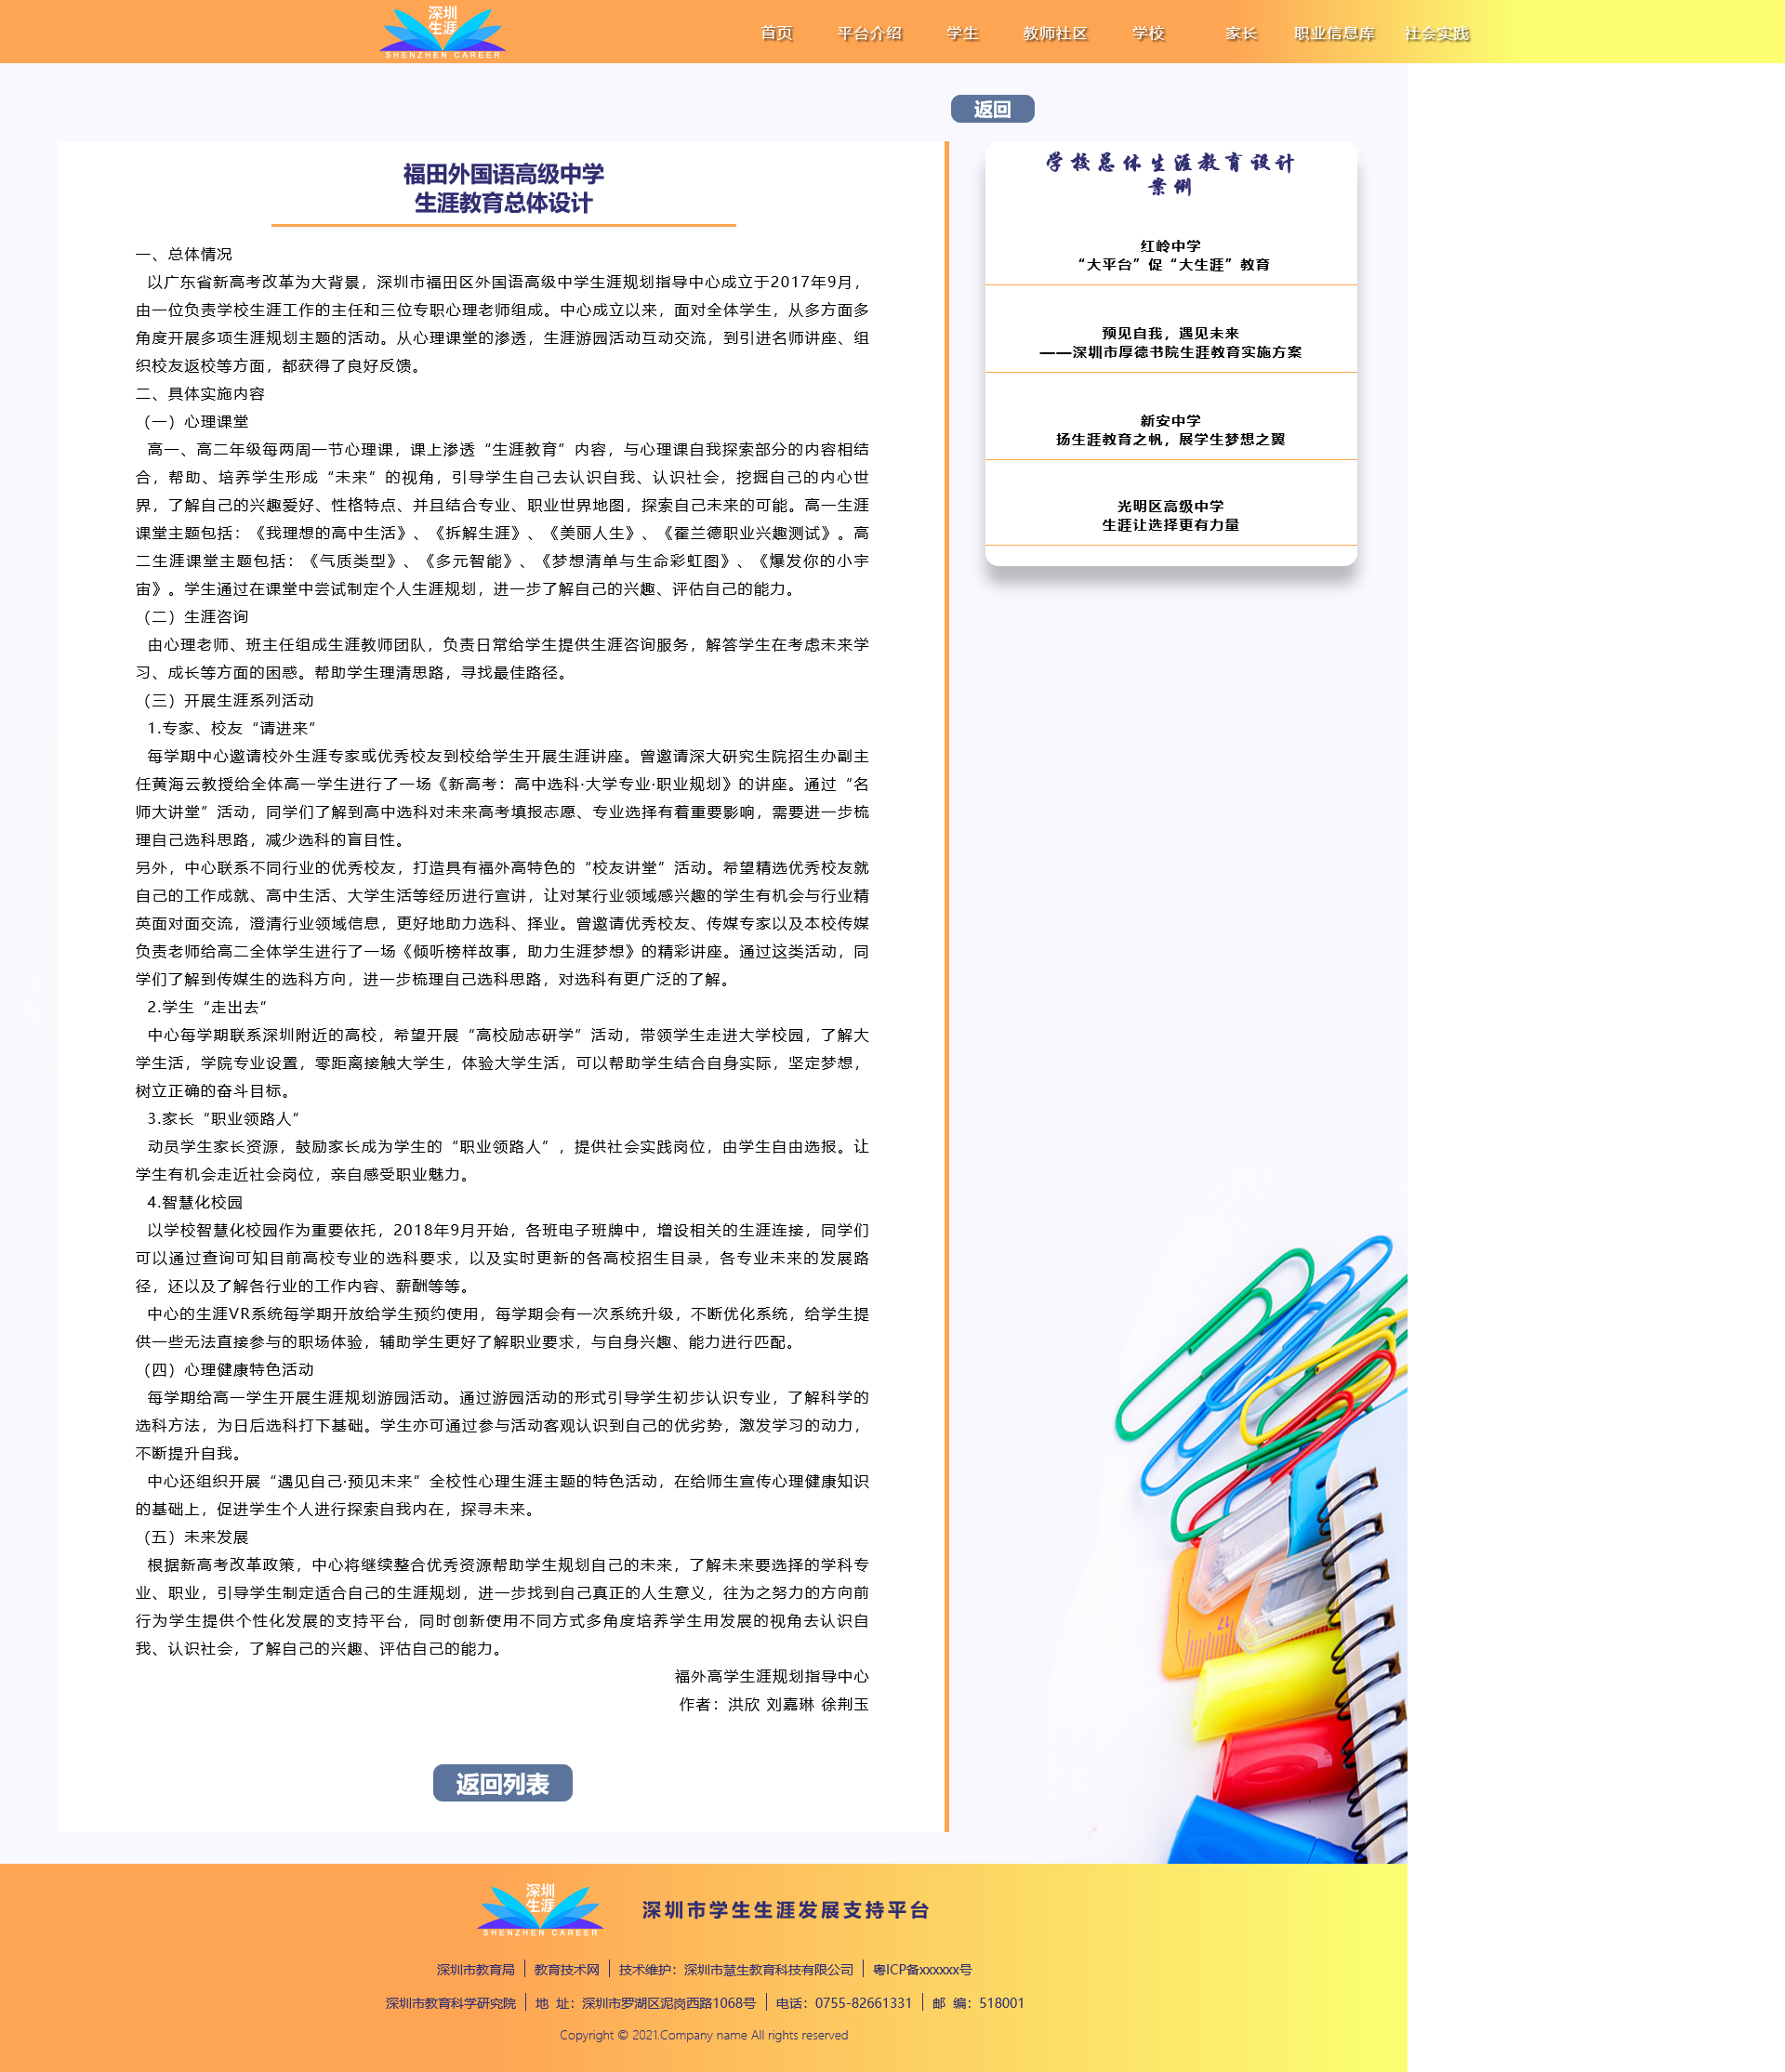 深圳
生涯
SHENZHEN CAREER
首页 平台介绍 学生 教师社区 学校 家长 职业信息库 社会实践
返回
福田外国语高级中学
生涯教育总体设计
一、总体情况
以广东省新高考改革为大背景，深圳市福田区外国语高级中学生涯规划指导中心成立于2017年9月，
由一位负责学校生涯工作的主任和三位专职心理老师组成。中心成立以来，面对全体学生，从多方面多
角度开展多项生涯规划主题的活动。从心理课堂的渗透，生涯游园活动互动交流，到引进名师讲座、组
织校友返校等方面，都获得了良好反馈。
二、具体实施内容
（一）心理课堂
高一、高二年级每两周一节心理课，课上渗透“生涯教育”内容，与心理课自我探索部分的内容相结
合，帮助、培养学生形成“未来”的视角，引导学生自己去认识自我、认识社会，挖掘自己的内心世
界，了解自己的兴趣爱好、性格特点、并且结合专业、职业世界地图，探索自己未来的可能。高一生涯
课堂主题包括：《我理想的高中生活》、《拆解生涯》、《美丽人生》、《霍兰德职业兴趣测试》。高
二生涯课堂主题包括：《气质类型》、《多元智能》、《梦想清单与生命彩虹图》、《爆发你的小宇
宙》。学生通过在课堂中尝试制定个人生涯规划，进一步了解自己的兴趣、评估自己的能力。
（二）生涯咨询
由心理老师、班主任组成生涯教师团队，负责日常给学生提供生涯咨询服务，解答学生在考虑未来学
习、成长等方面的困惑。帮助学生理清思路，寻找最佳路径。
（三）开展生涯系列活动
1.专家、校友“请进来”
每学期中心邀请校外生涯专家或优秀校友到校给学生开展生涯讲座。曾邀请深大研究生院招生办副主
任黄海云教授给全体高一学生进行了一场《新高考：高中选科·大学专业·职业规划》的讲座。通过“名
师大讲堂”活动，同学们了解到高中选科对未来高考填报志愿、专业选择有着重要影响，需要进一步梳
理自己选科思路，减少选科的盲目性。
另外，中心联系不同行业的优秀校友，打造具有福外高特色的“校友讲堂”活动。希望精选优秀校友就
自己的工作成就、高中生活、大学生活等经历进行宣讲，让对某行业领域感兴趣的学生有机会与行业精
英面对面交流，澄清行业领域信息，更好地助力选科、择业。曾邀请优秀校友、传媒专家以及本校传媒
负责老师给高二全体学生进行了一场《倾听榜样故事，助力生涯梦想》的精彩讲座。通过这类活动，同
学们了解到传媒生的选科方向，进一步梳理自己选科思路，对选科有更广泛的了解。
2.学生“走出去”
中心每学期联系深圳附近的高校，希望开展“高校励志研学”活动，带领学生走进大学校园，了解大
学生活，学院专业设置，零距离接触大学生，体验大学生活，可以帮助学生结合自身实际，坚定梦想，
树立正确的奋斗目标。
3.家长“职业领路人”
动员学生家长资源，鼓励家长成为学生的“职业领路人”，提供社会实践岗位，由学生自由选报。让
学生有机会走近社会岗位，亲自感受职业魅力。
4.智慧化校园
以学校智慧化校园作为重要依托，2018年9月开始，各班电子班牌中，增设相关的生涯连接，同学们
可以通过查询可知目前高校专业的选科要求，以及实时更新的各高校招生目录，各专业未来的发展路
径，还以及了解各行业的工作内容、薪酬等等。
中心的生涯VR系统每学期开放给学生预约使用，每学期会有一次系统升级，不断优化系统，给学生提
供一些无法直接参与的职场体验，辅助学生更好了解职业要求，与自身兴趣、能力进行匹配。
（四）心理健康特色活动
每学期给高一学生开展生涯规划游园活动。通过游园活动的形式引导学生初步认识专业，了解科学的
选科方法，为日后选科打下基础。学生亦可通过参与活动客观认识到自己的优劣势，激发学习的动力，
不断提升自我。
中心还组织开展“遇见自己·预见未来”全校性心理生涯主题的特色活动，在给师生宣传心理健康知识
的基础上，促进学生个人进行探索自我内在，探寻未来。
（五）未来发展
根据新高考改革政策，中心将继续整合优秀资源帮助学生规划自己的未来，了解未来要选择的学科专
业、职业，引导学生制定适合自己的生涯规划，进一步找到自己真正的人生意义，往为之努力的方向前
行为学生提供个性化发展的支持平台，同时创新使用不同方式多角度培养学生用发展的视角去认识自
我、认识社会，了解自己的兴趣、评估自己的能力。
福外高学生涯规划指导中心
作者：洪欣 刘嘉琳 徐荆玉
返回列表
学校总体生涯教育设计
案例
红岭中学
“大平台”促“大生涯”教育
预见自我，遇见未来
——深圳市厚德书院生涯教育实施方案
新安中学
扬生涯教育之帆，展学生梦想之翼
光明区高级中学
生涯让选择更有力量
深圳
生涯
SHENZHEN CAREER
深圳市学生生涯发展支持平台
深圳市教育局 教育技术网 技术维护：深圳市慧生教育科技有限公司 粤ICP备xxxxxx号
深圳市教育科学研究院 地 址：深圳市罗湖区泥岗西路1068号 电话：0755-82661331 邮 编：518001
Copyright © 2021.Company name All rights reserved